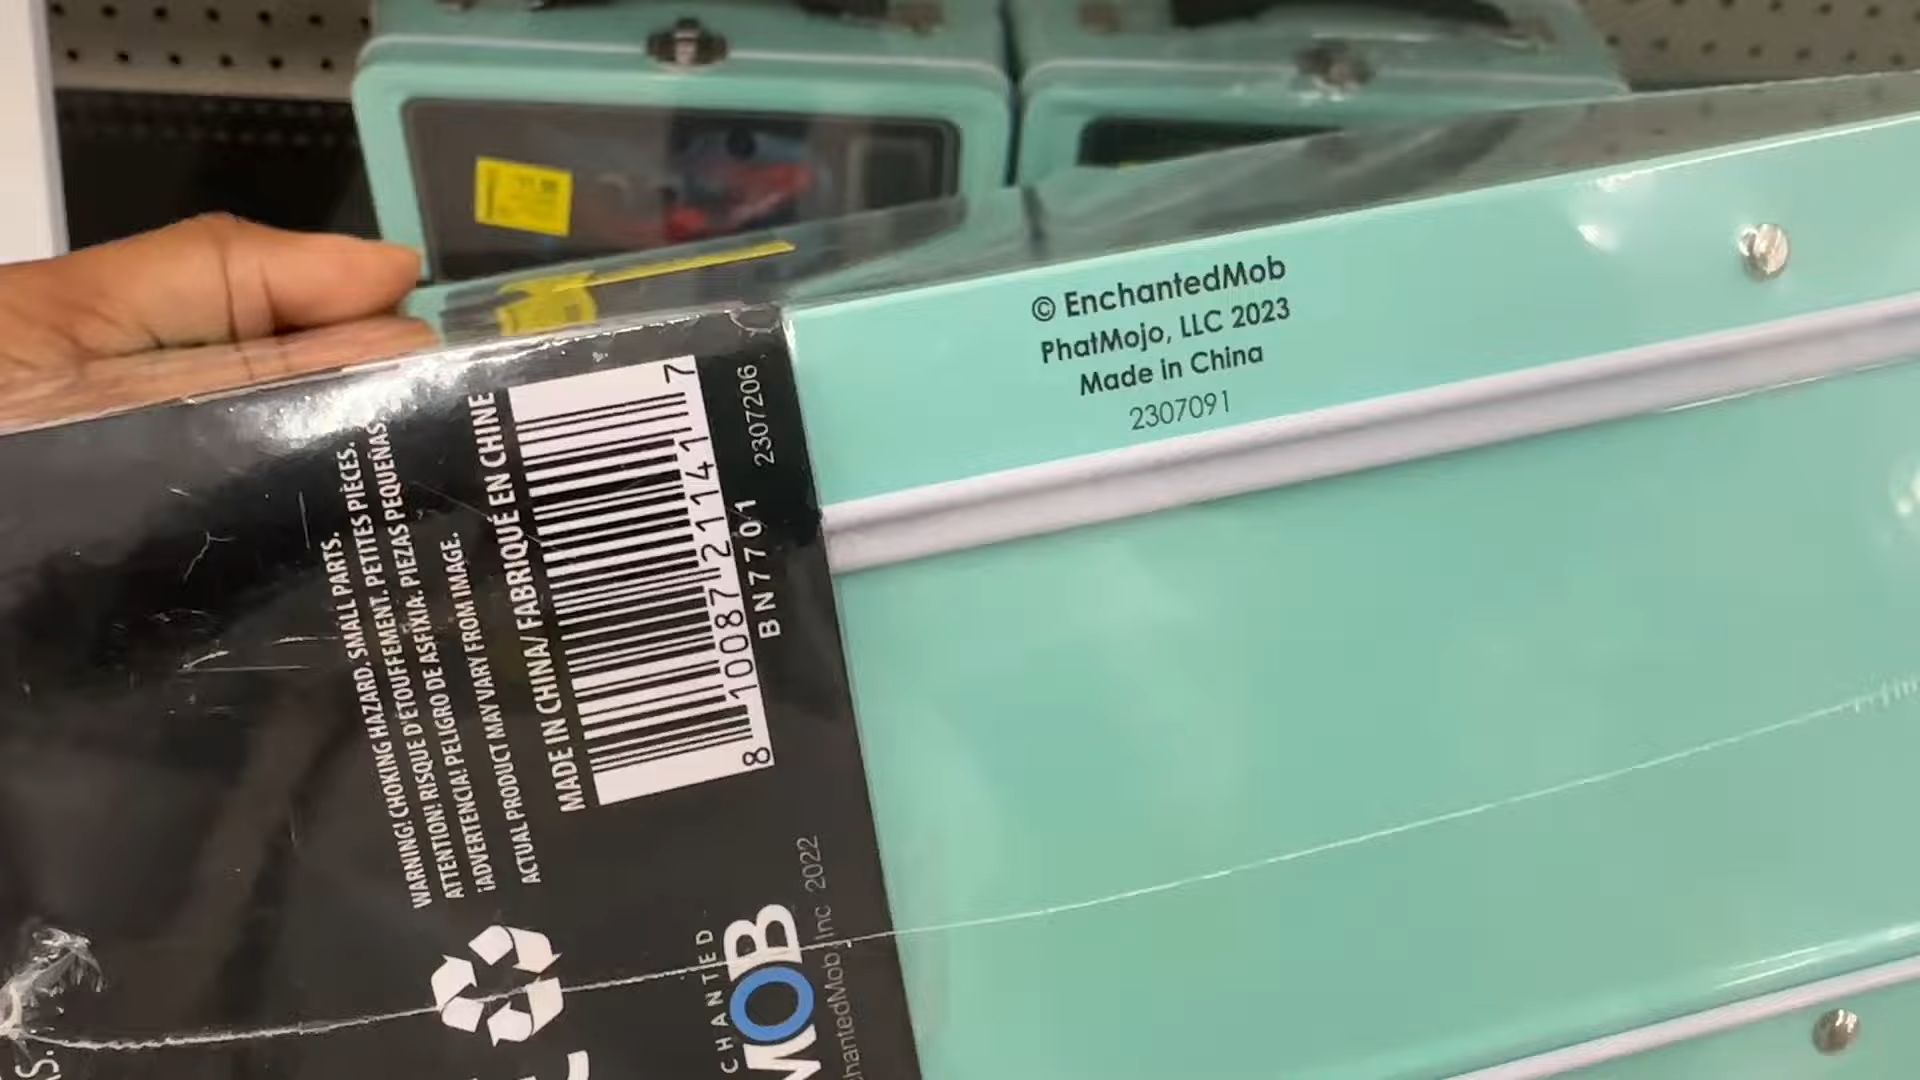 © EnchantedMob
PhatMojo, LLC 2023
Made in China
2307091
WARNING! CHOKING HAZARD. SMALL PARTS.
ATTENTION! RISQUE D'ÉTOUFFEMENT. PETITES PIÈCES.
¡ADVERTENCIA! PELIGRO DE ASFIXIA. PIEZAS PEQUEÑAS.
ACTUAL PRODUCT MAY VARY FROM IMAGE.
MADE IN CHINA/ FABRIQUÉ EN CHINE
8 10087 21141 7
BN7701 2307206
CHANTED
MOB
hantedMob, Inc 2022